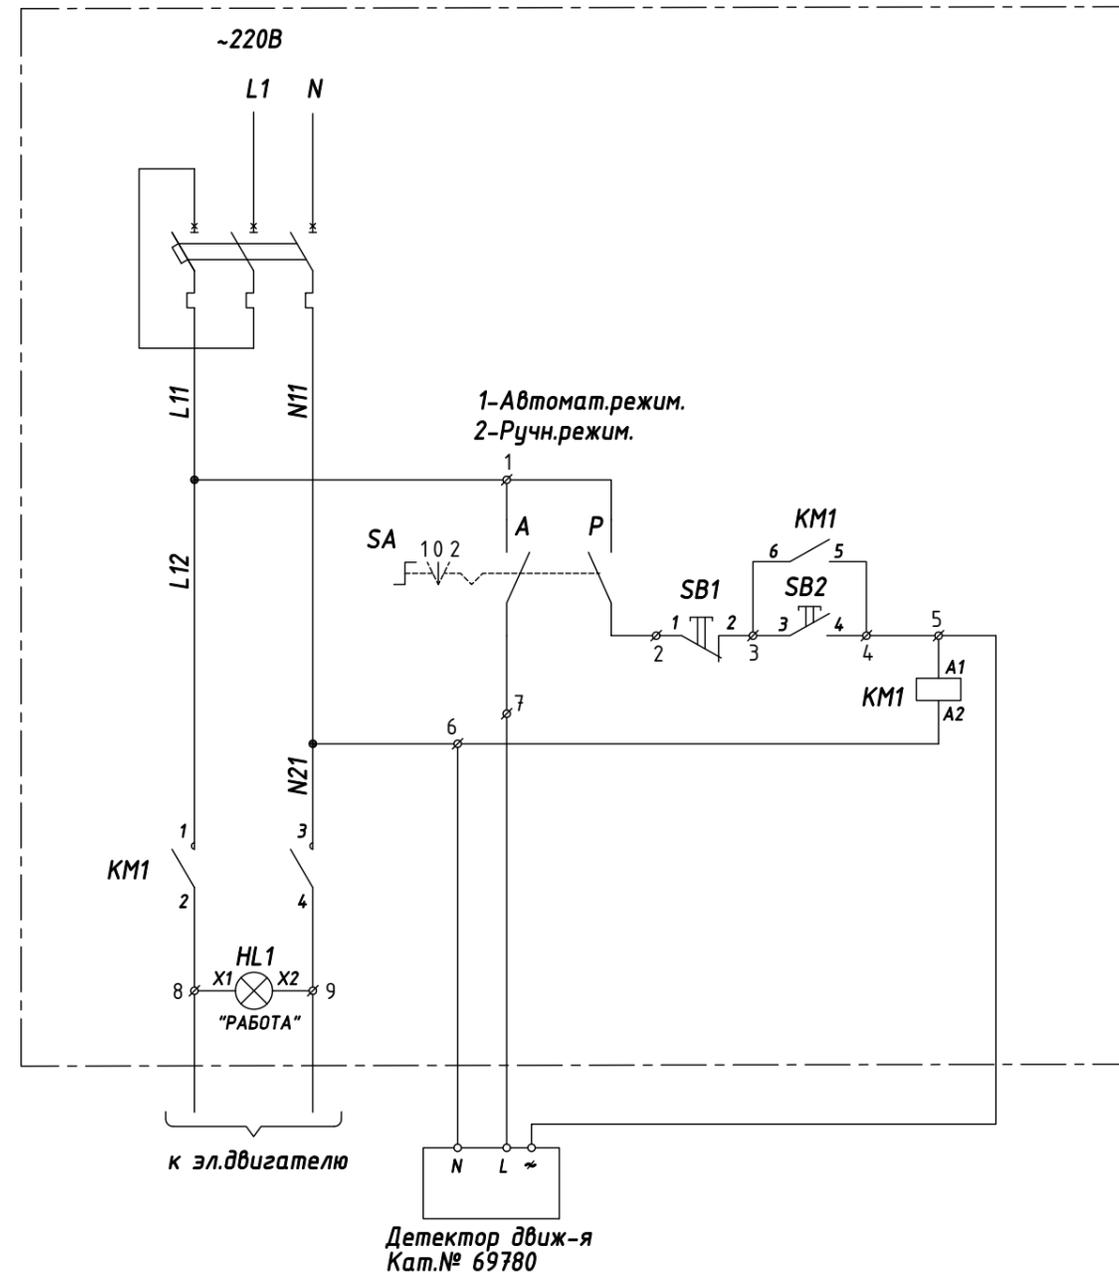 ~220В
L1 N
L11
N11
1-Автомат.режим.
2-Ручн.режим.
1
SA
1 0 2
A
P
L12
KM1
6 5
SB1
SB2
1 2
3 4
2
3
4
5
A1
KM1
A2
7
6
N21
1
3
KM1
2
4
HL1
X1 X2
8
9
"РАБОТА"
к эл.двигателю
N L ~
Детектор движ-я
Кат.№ 69780